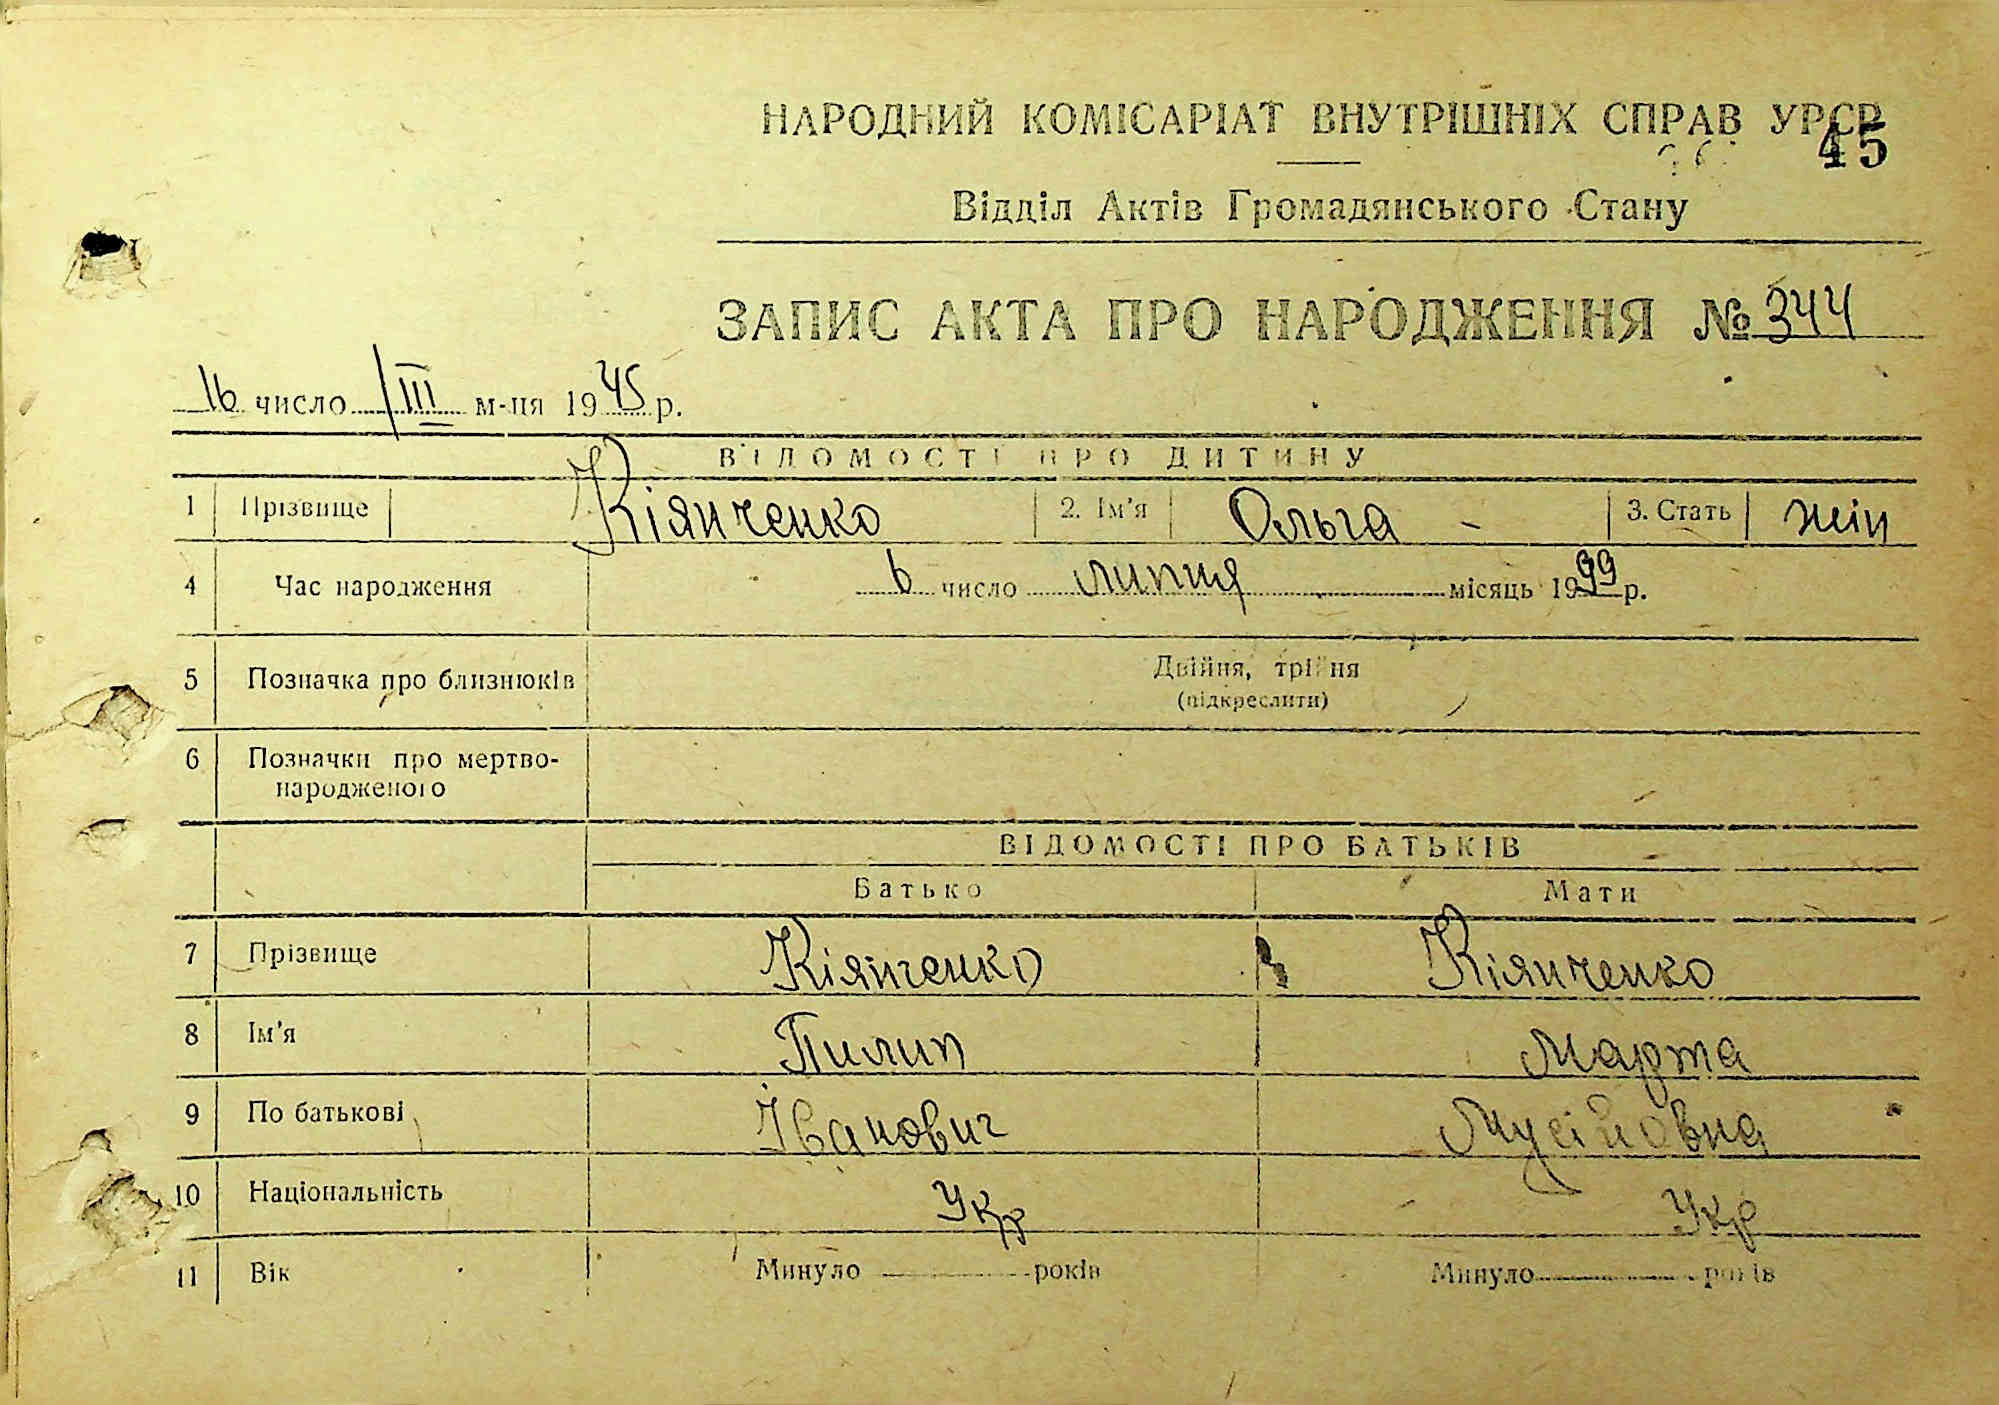 НАРОДНИЙ КОМІСАРІАТ ВНУТРІШНІХ СПРАВ УРСР
45
Відділ Актів Громадянського Стану
ЗАПИС АКТА ПРО НАРОДЖЕННЯ № 344
16 число III м-ця 1945 р.
ВІДОМОСТІ ПРО ДИТИНУ
1 Прізвище Кіянченко 2. Ім'я Ольга - 3. Стать жін
4 Час народження 6 число липня місяць 1999 р.
5 Позначка про близнюків Двійня, трійня
(підкреслити)
6 Позначки про мертво-
народженого
ВІДОМОСТІ ПРО БАТЬКІВ
Батько Мати
7 Прізвище Кіянченко Кіянченко
8 Ім'я Пилип Марта
9 По батькові Іванович Мусійовна
10 Національність Укр Укр
11 Вік Минуло років Минуло років